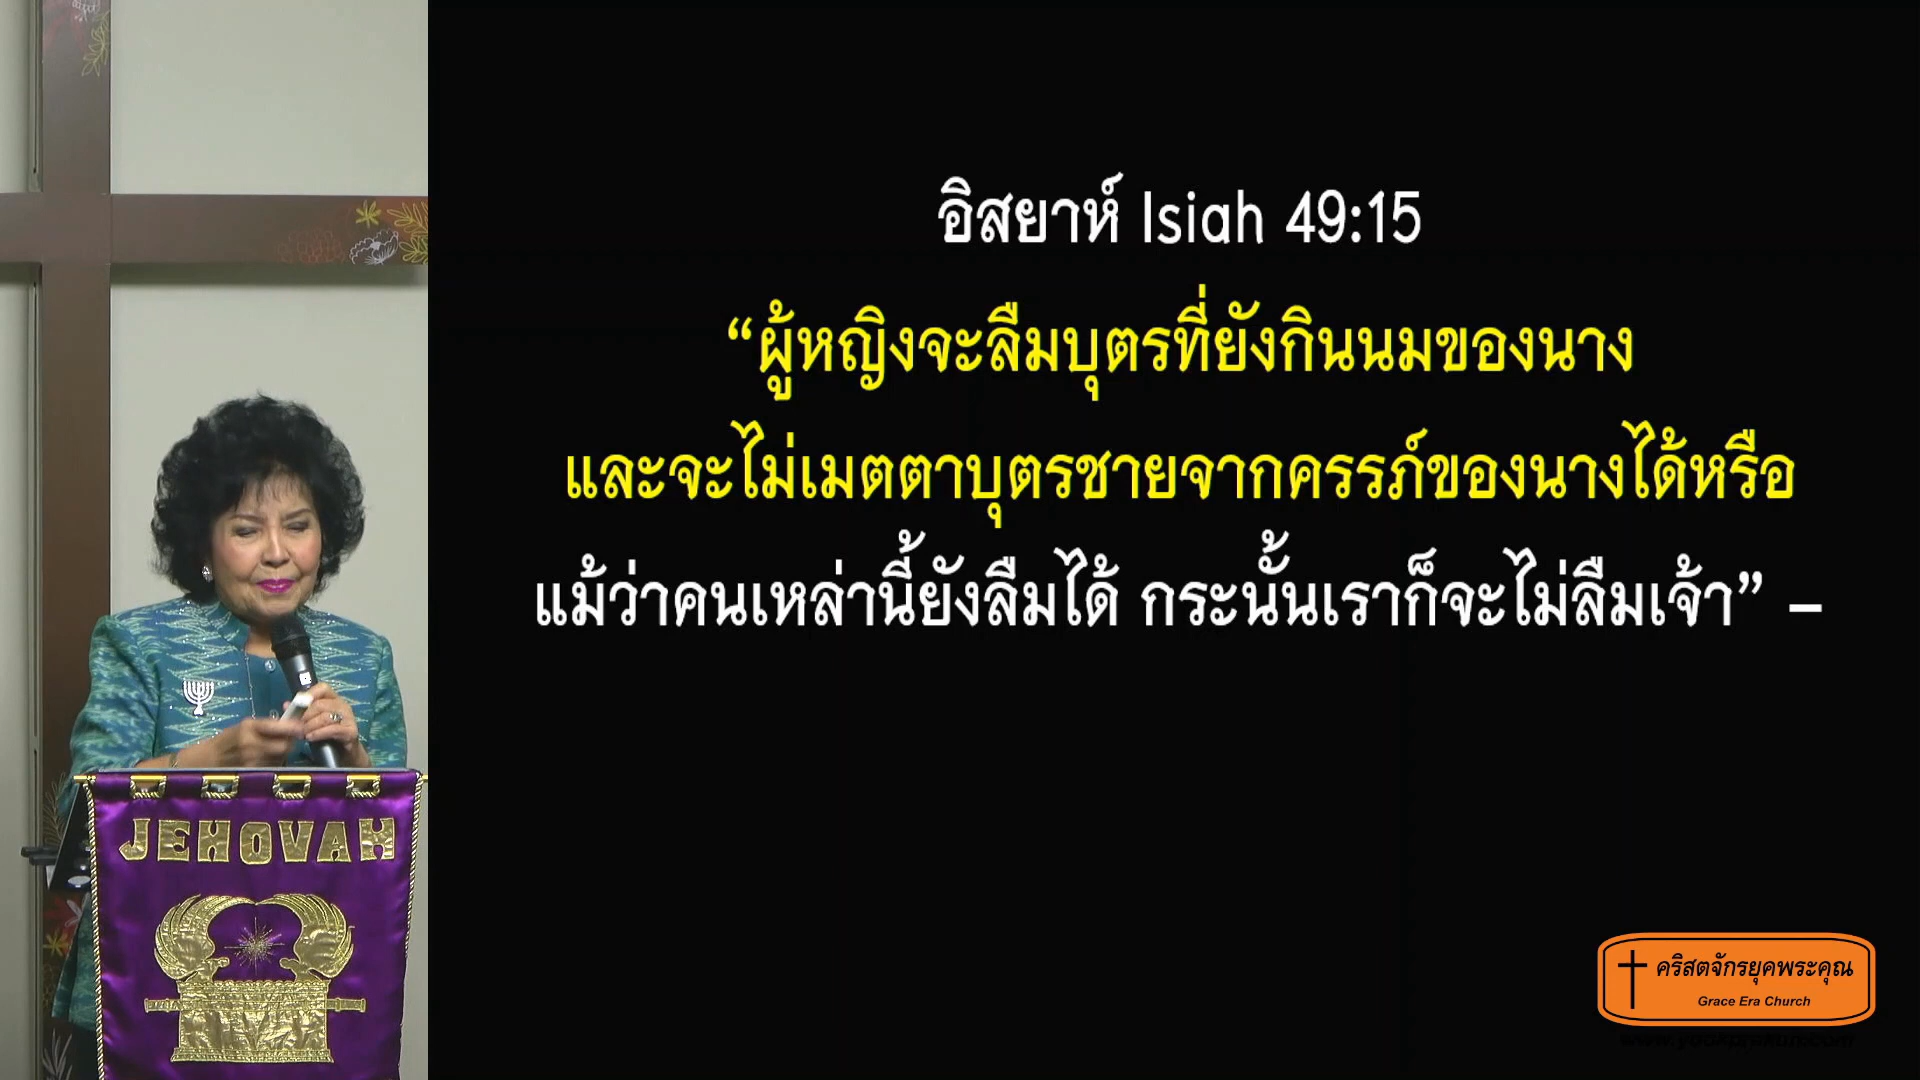 อิสยาห์ Isiah 49:15
“ผู้หญิงจะลืมบุตรที่ยังกินนมของนาง
และจะไม่เมตตาบุตรชายจากครรภ์ของนางได้หรือ
แม้ว่าคนเหล่านี้ยังลืมได้ กระนั้นเราก็จะไม่ลืมเจ้า” –
JEHOVAH
คริสตจักรยุคพระคุณ
Grace Era Church